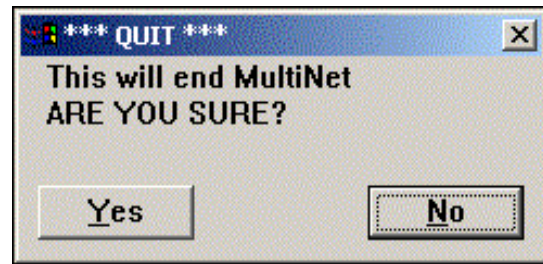 *** QUIT ***
This will end MultiNet
ARE YOU SURE?
Yes
No